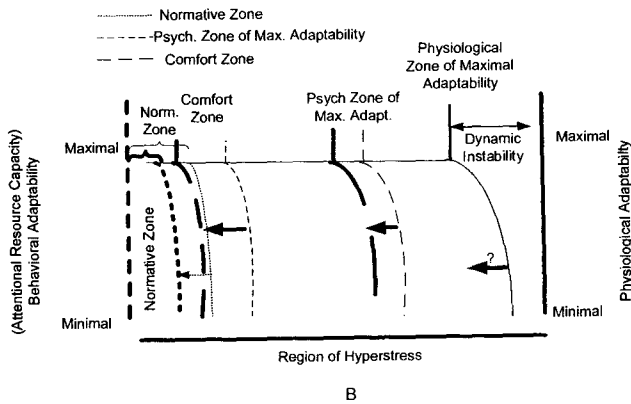 Normative Zone
Psych. Zone of Max. Adaptability
Comfort Zone
Physiological
Zone of Maximal
Adaptability
Norm.
Zone
Comfort
Zone
Psych Zone of
Max. Adapt.
Dynamic
Instability
Maximal
Maximal
(Attentional Resource Capacity)
Behavioral Adaptability
Normative Zone
?
Physiological Adaptability
Minimal
Minimal
Region of Hyperstress
B